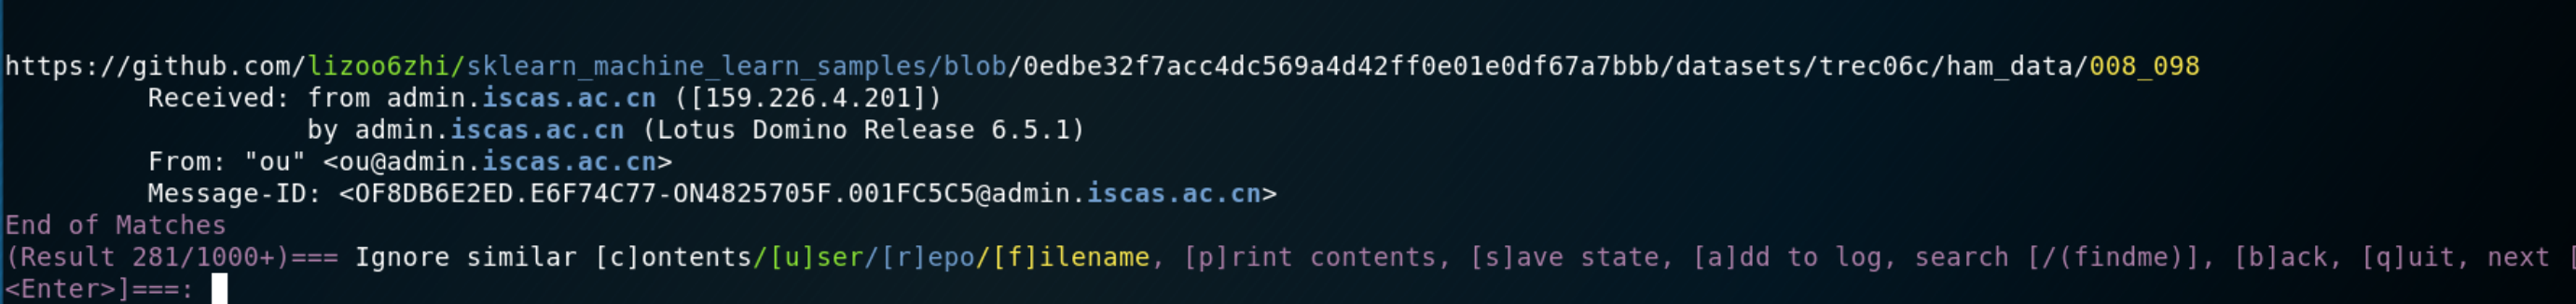 https://github.com/lizoo6zhi/sklearn_machine_learn_samples/blob/0edbe32f7acc4dc569a4d42ff0e01e0df67a7bbb/datasets/trec06c/ham_data/008_098
Received: from admin.iscas.ac.cn ([159.226.4.201])
by admin.iscas.ac.cn (Lotus Domino Release 6.5.1)
From: "ou" <ou@admin.iscas.ac.cn>
Message-ID: <OF8DB6E2ED.E6F74C77-ON4825705F.001FC5C5@admin.iscas.ac.cn>
End of Matches
(Result 281/1000+)=== Ignore similar [c]ontents/[u]ser/[r]epo/[f]ilename, [p]rint contents, [s]ave state, [a]dd to log, search [/(findme)], [b]ack, [q]uit, next [
<Enter>]===: